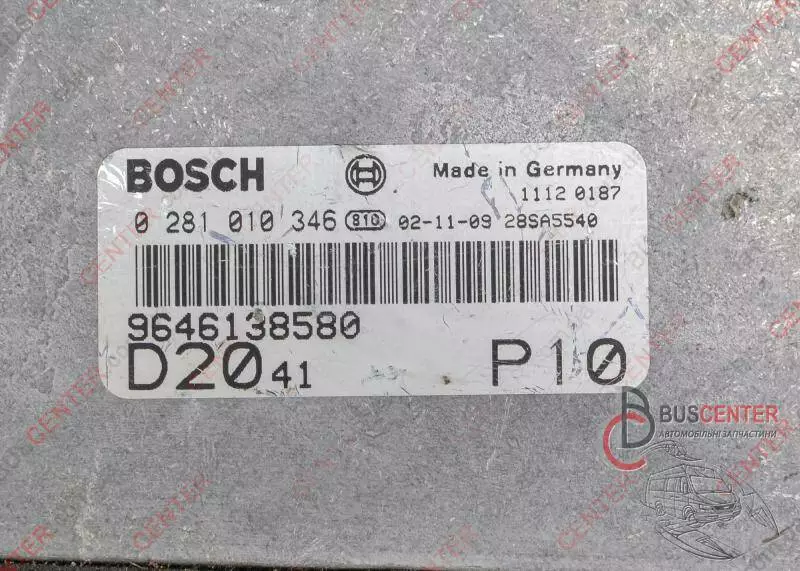 BOSCH Made in Germany
1112 0187
0 281 010 346 810 02-11-09 28SA5540
9646138580
D20 41 P10
BUSCENTER
АВТОМОБІЛЬНІ ЗАПЧАСТИНИ